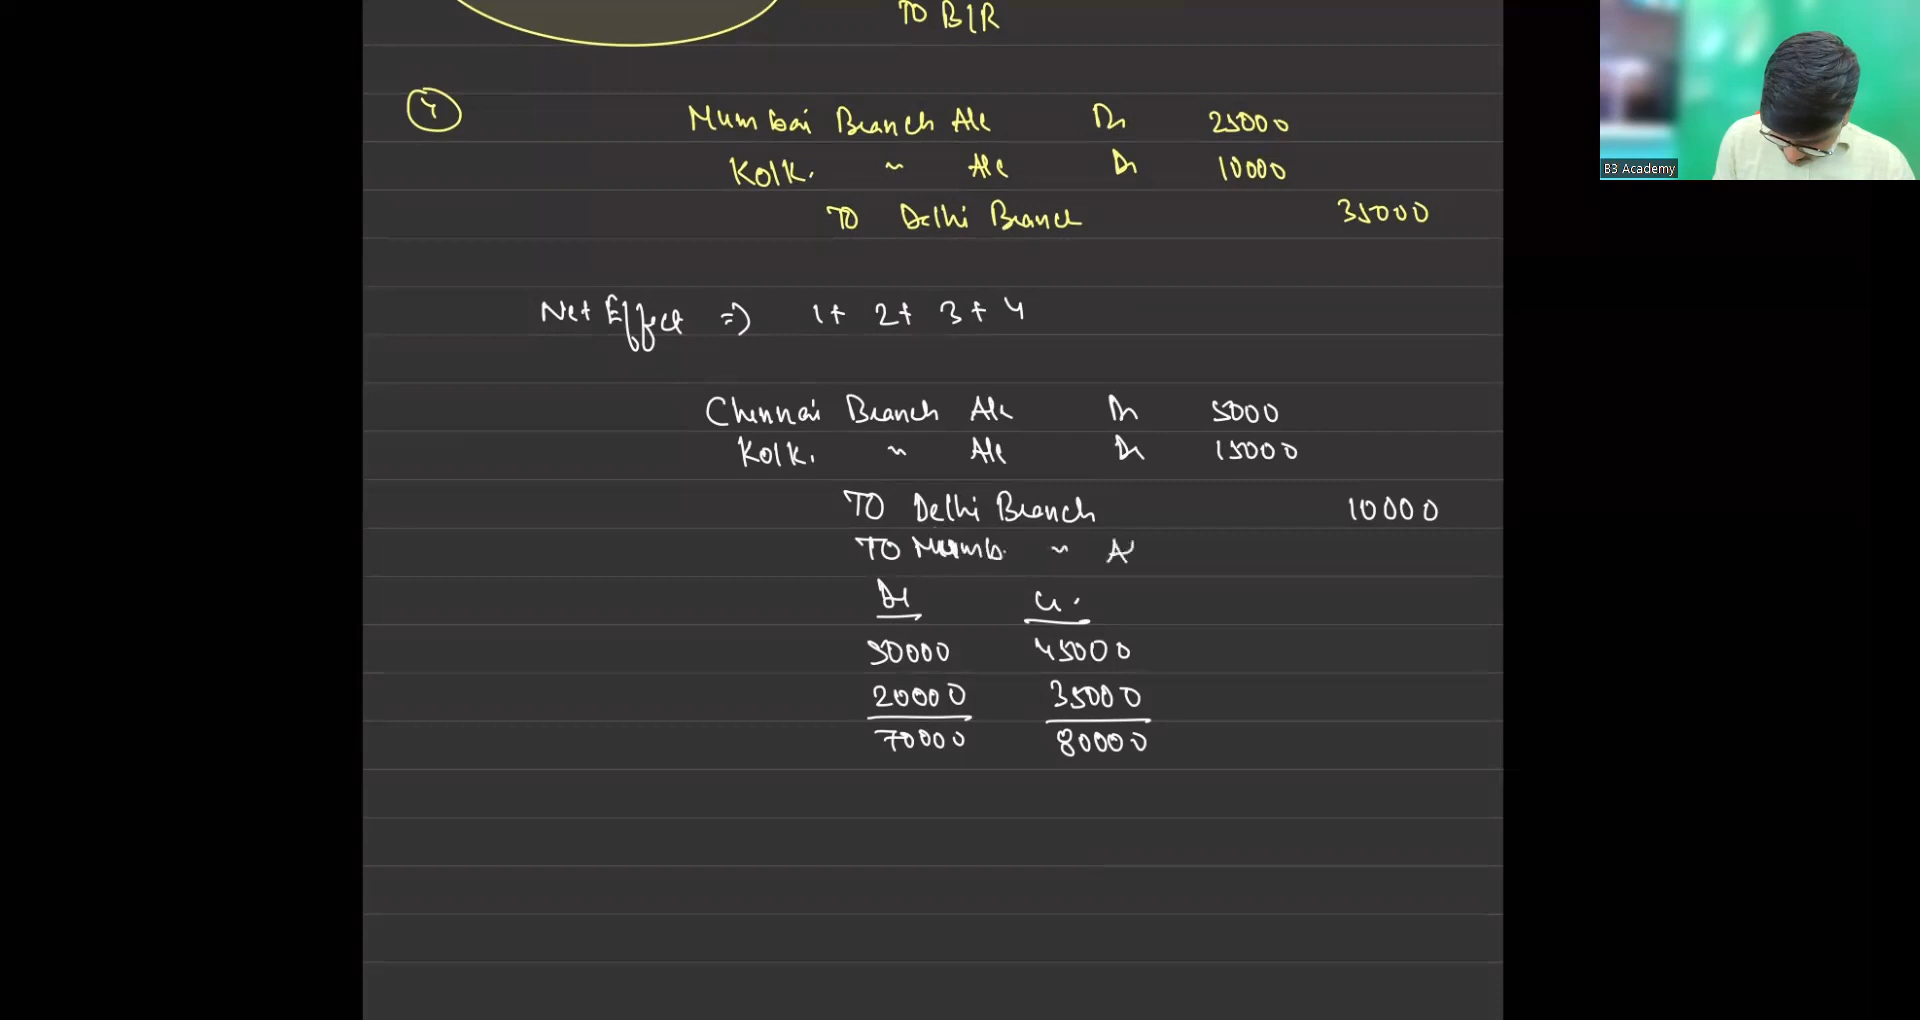 TO B/R
4
Mumbai Branch A/c Dr 25000
Kolk. " A/c Dr 10000
TO Delhi Branch 35000
Net Effect => 1+ 2+ 3+ 4
Chennai Branch A/c Dr 5000
Kolk. " A/c Dr 15000
TO Delhi Branch 10000
TO Mumb. " A
Dr Cr.
50000 45000
20000 35000
70000 80000
B3 Academy